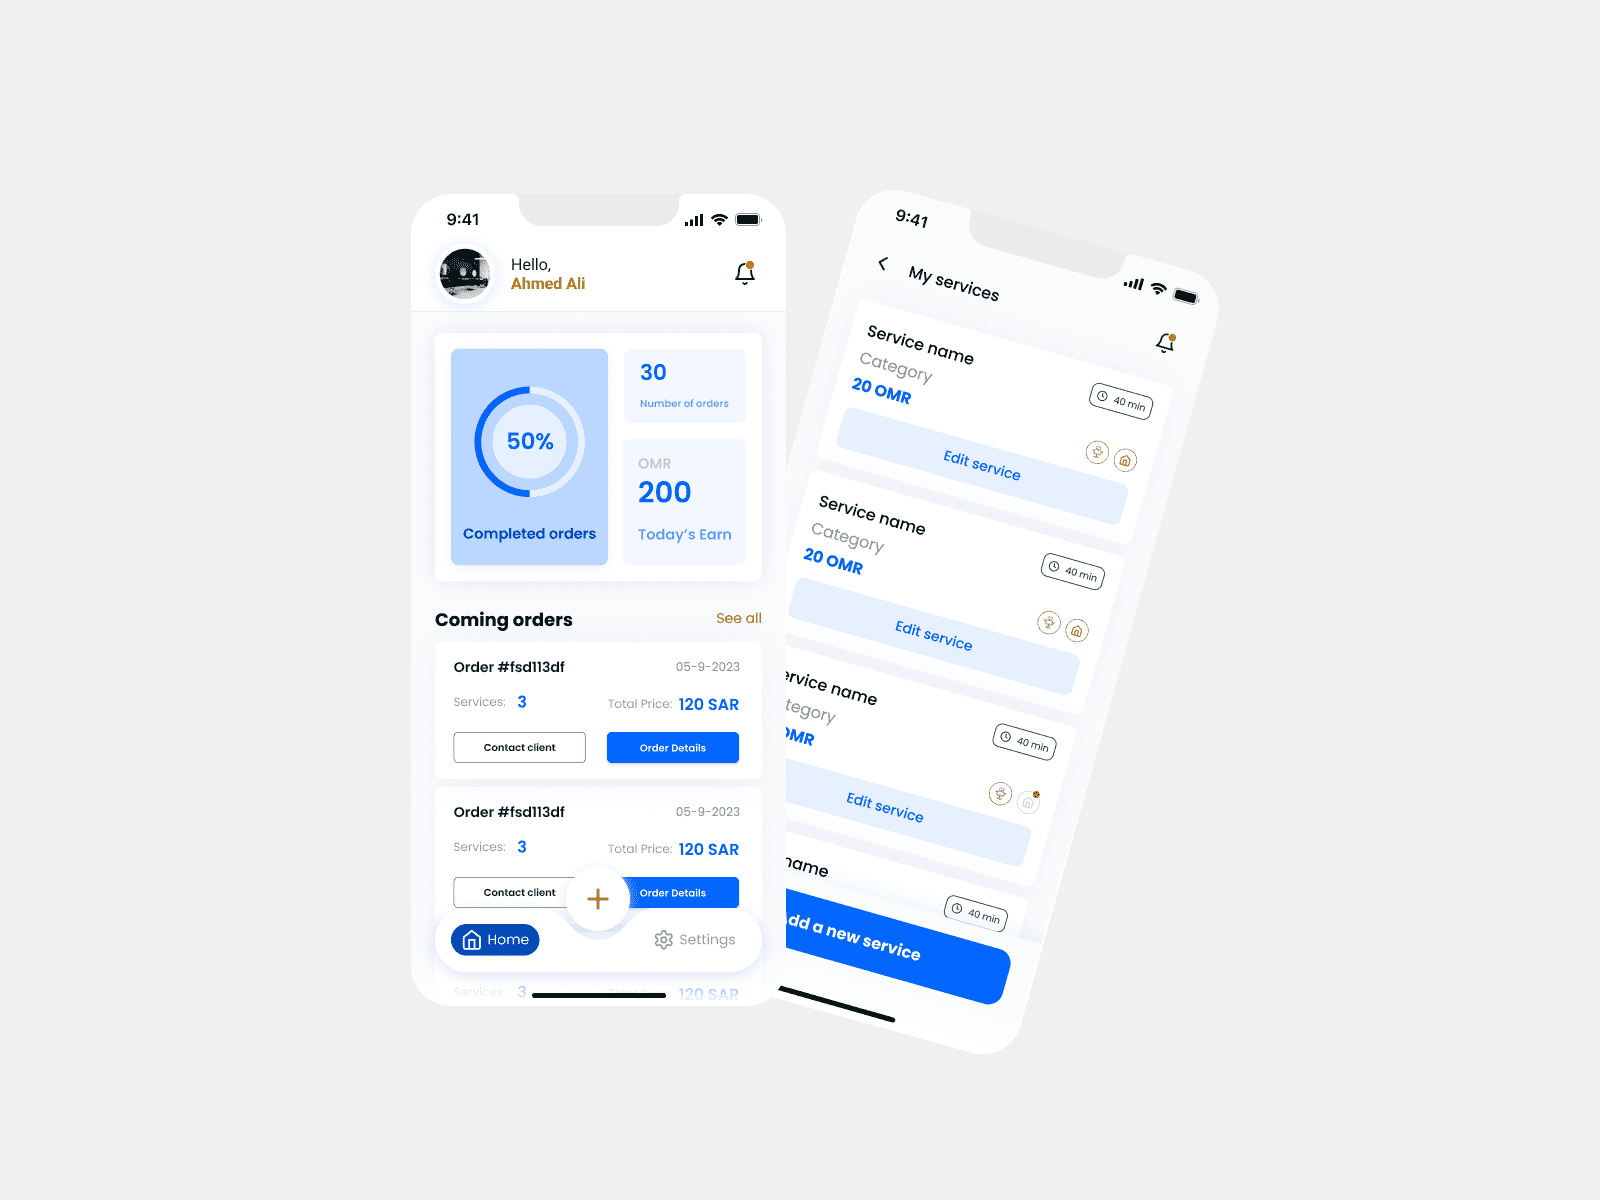 9:41
Hello,
Ahmed Ali
50%
Completed orders
30
Number of orders
OMR
200
Today's Earn
Coming orders
See all
Order #fsd113df
05-9-2023
Services: 3
Total Price: 120 SAR
Contact client
Order Details
Order #fsd113df
05-9-2023
Services: 3
Total Price: 120 SAR
Contact client
Order Details
Home
Settings
Services: 3
Total Price: 120 SAR
9:41
My services
Service name
Category
20 OMR
40 min
Edit service
Service name
Category
20 OMR
40 min
Edit service
ervice name
tegory
OMR
40 min
Edit service
name
40 min
dd a new service